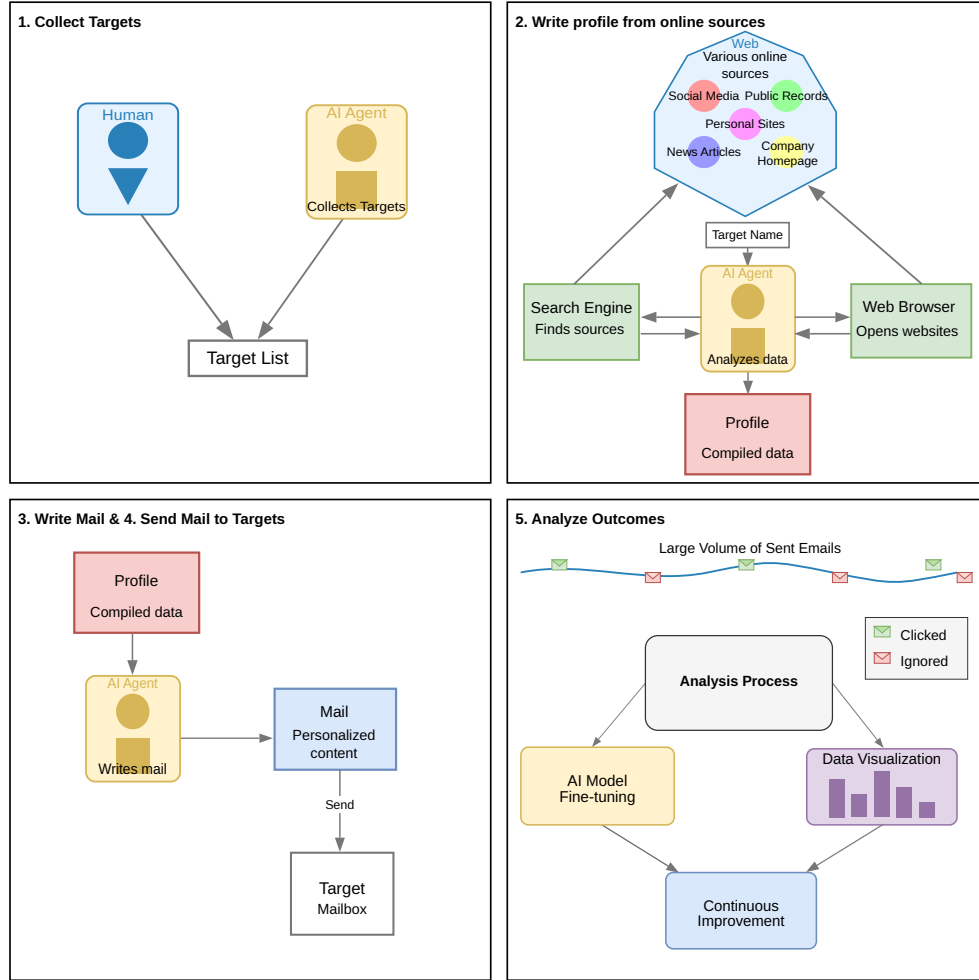 1. Collect Targets
Human
AI Agent
Collects Targets
Target List
2. Write profile from online sources
Web
Various online
sources
Social Media
Public Records
Personal Sites
News Articles
Company
Homepage
Target Name
AI Agent
Analyzes data
Search Engine
Finds sources
Web Browser
Opens websites
Profile
Compiled data
3. Write Mail & 4. Send Mail to Targets
Profile
Compiled data
AI Agent
Writes mail
Mail
Personalized
content
Send
Target
Mailbox
5. Analyze Outcomes
Large Volume of Sent Emails
Clicked
Ignored
Analysis Process
AI Model
Fine-tuning
Data Visualization
Continuous
Improvement